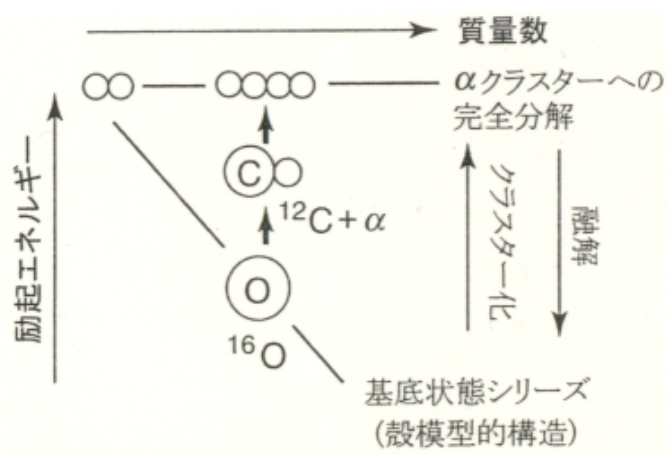 質量数
αクラスターへの
完全分解
励起エネルギー
C
¹²C+α
クラスター化
融解
O
¹⁶O
基底状態シリーズ
(殻模型的構造)